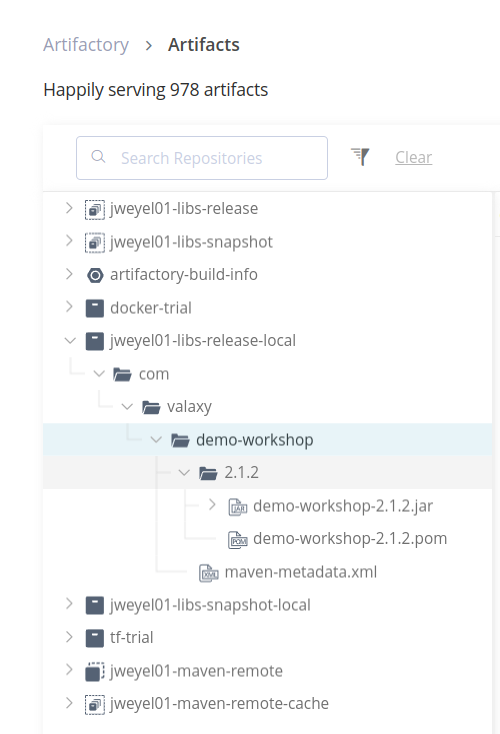 Artifactory > Artifacts
Happily serving 978 artifacts
Search Repositories Clear
jweyel01-libs-release
jweyel01-libs-snapshot
artifactory-build-info
docker-trial
jweyel01-libs-release-local
com
valaxy
demo-workshop
2.1.2
JAR demo-workshop-2.1.2.jar
POM demo-workshop-2.1.2.pom
XML maven-metadata.xml
jweyel01-libs-snapshot-local
tf-trial
jweyel01-maven-remote
jweyel01-maven-remote-cache